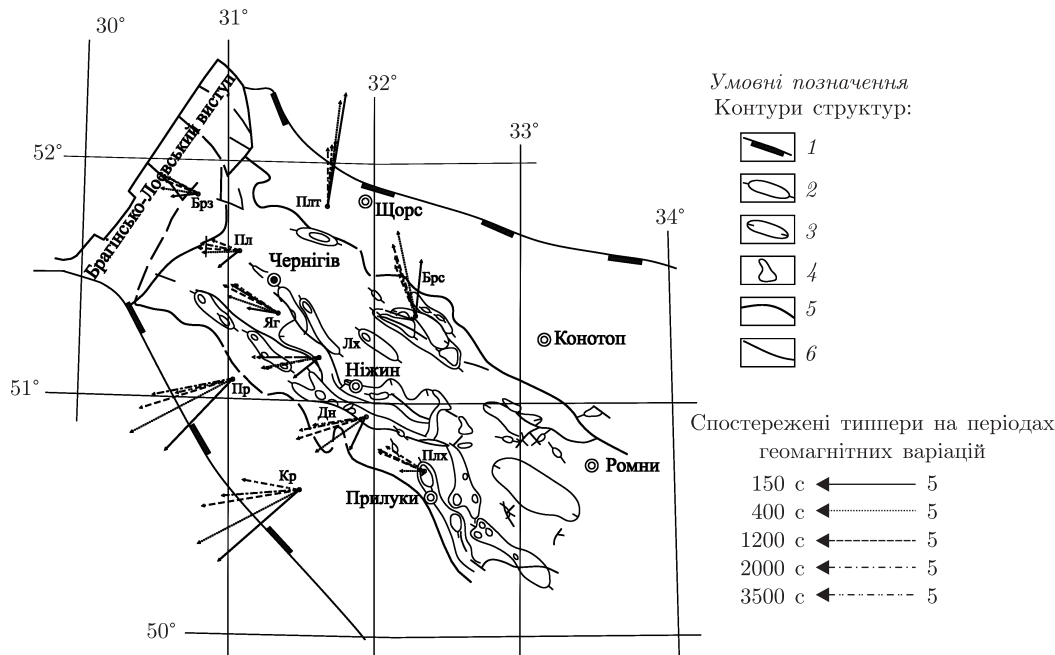 30°
31°
32°
33°
34°
52°
51°
50°
Брагінсько-Лоєвський виступ
Брз
Плт
Щорс
Пл
Чернігів
Брс
Яг
Лх
Ніжин
Конотоп
Пр
Дн
Плх
Ромни
Кр
Прилуки
Умовні позначення
Контури структур:
1
2
3
4
5
6
Спостережені типпери на періодах
геомагнітних варіацій
150 с 5
400 с 5
1200 с 5
2000 с 5
3500 с 5